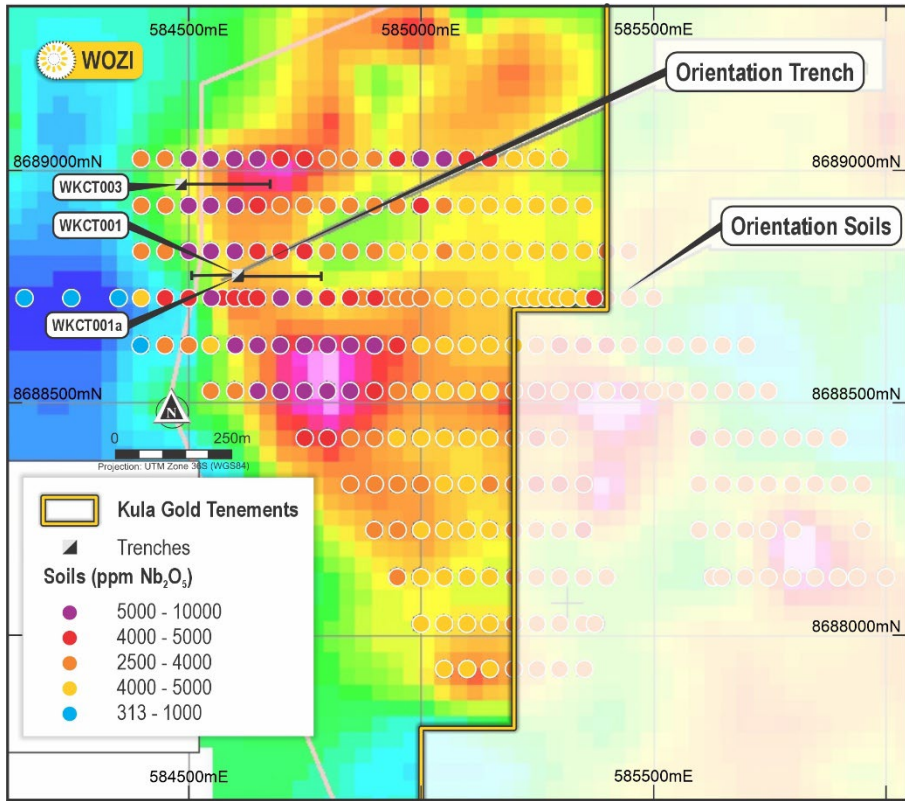 584500mE
585000mE
585500mE
WOZI
Orientation Trench
8689000mN
8689000mN
WKCT003
WKCT001
Orientation Soils
WKCT001a
8688500mN
8688500mN
N
0 250m
Projection: UTM Zone 36S (WGS84)
Kula Gold Tenements
Trenches
Soils (ppm Nb₂O₅)
5000 - 10000
4000 - 5000
2500 - 4000
4000 - 5000
313 - 1000
8688000mN
584500mE
585500mE